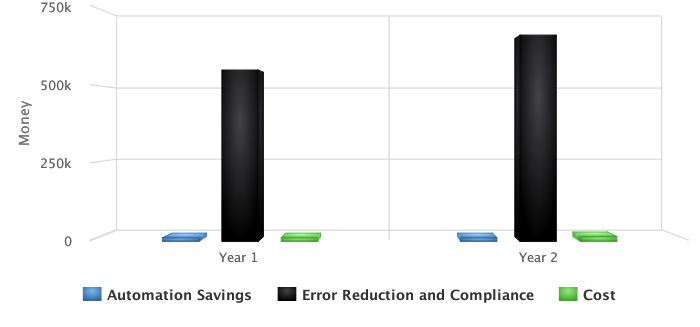 750k
500k
Money
250k
0
Year 1 Year 2
Automation Savings Error Reduction and Compliance Cost